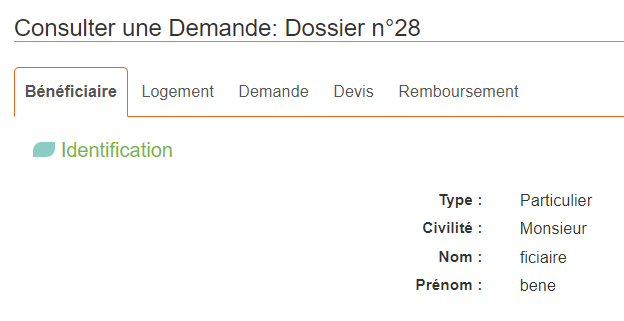 Consulter une Demande: Dossier n°28
Bénéficiaire Logement Demande Devis Remboursement
Identification
Type : Particulier
Civilité : Monsieur
Nom : ficiaire
Prénom : bene